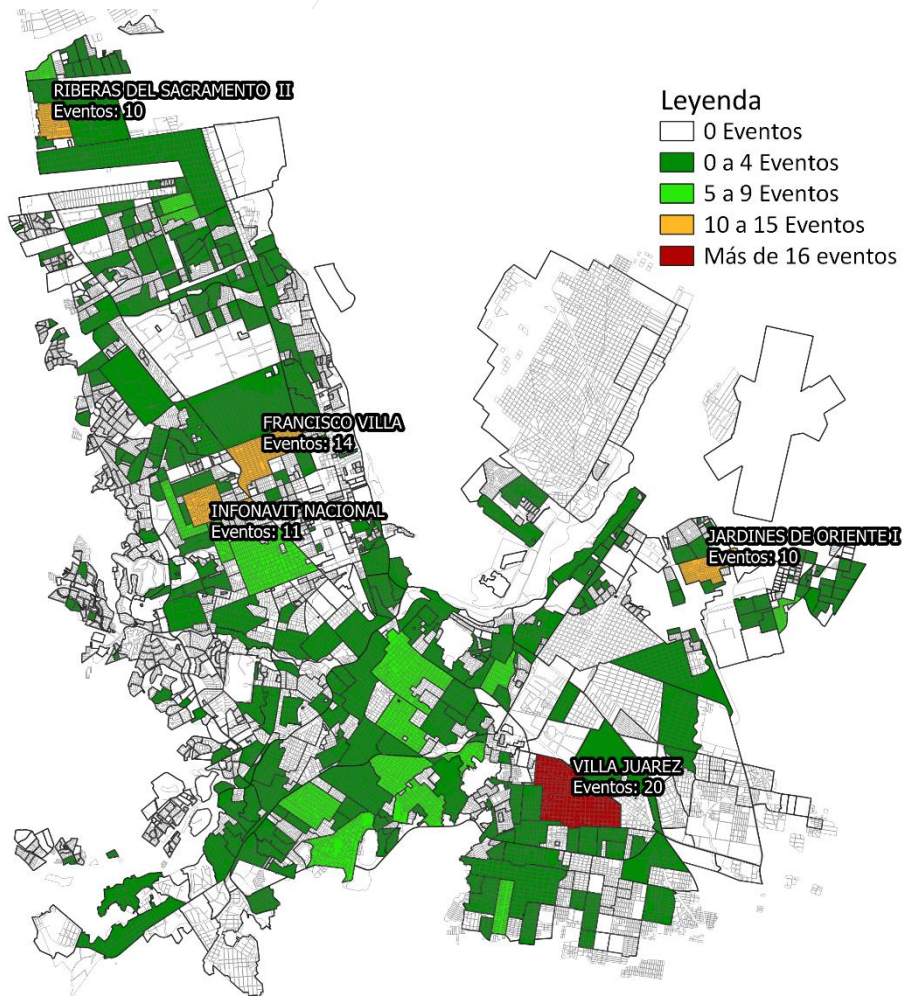 RIBERAS DEL SACRAMENTO II
Eventos: 10
Leyenda
0 Eventos
0 a 4 Eventos
5 a 9 Eventos
10 a 15 Eventos
Más de 16 eventos
FRANCISCO VILLA
Eventos: 14
INFONAVIT NACIONAL
Eventos: 11
JARDINES DE ORIENTE I
Eventos: 10
VILLA JUAREZ
Eventos: 20